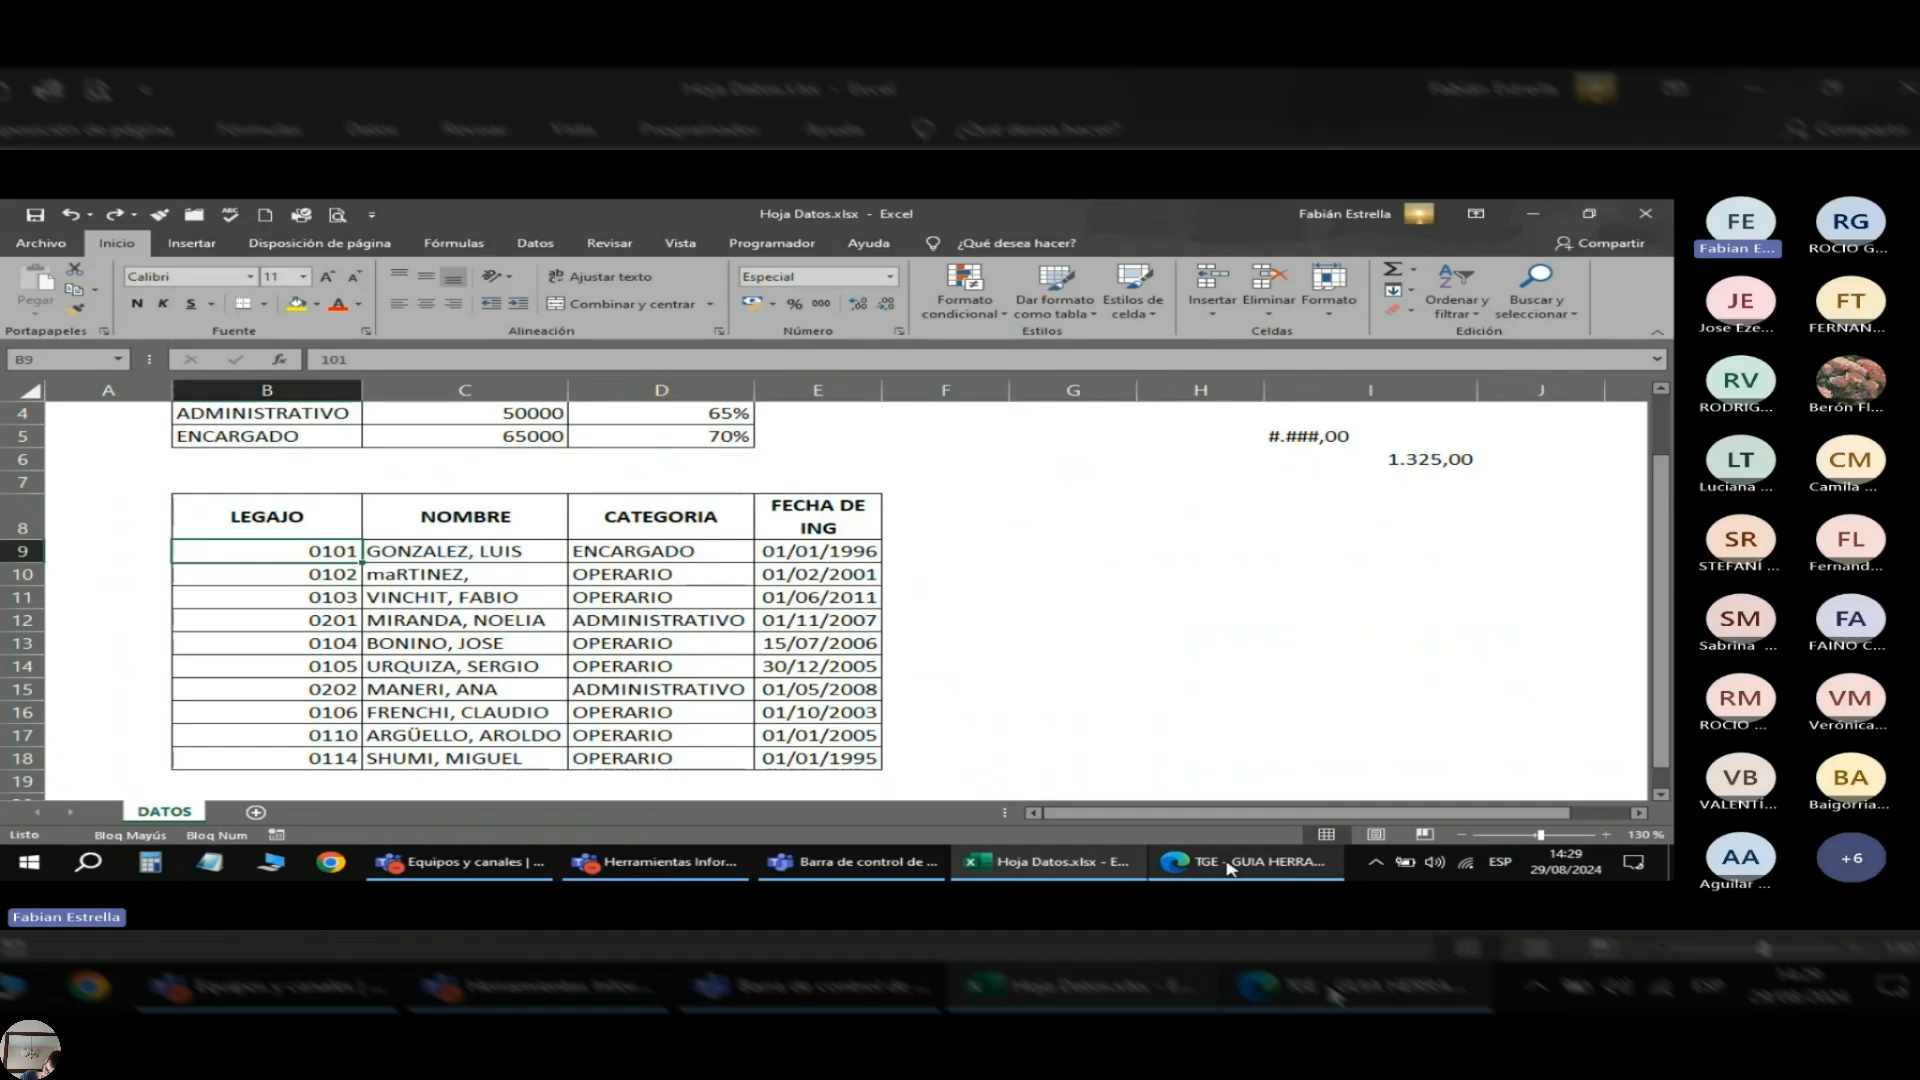 Hoja Datos.xlsx - Excel
Fabián Estrella
Archivo
Inicio
Insertar
Disposición de página
Fórmulas
Datos
Revisar
Vista
Programador
Ayuda
¿Qué desea hacer?
Compartir
Pegar
Calibri
11
ab Ajustar texto
Especial
N K S
Combinar y centrar
% 000
Formato condicional
Dar formato como tabla
Estilos de celda
Insertar
Eliminar
Formato
Ordenar y filtrar
Buscar y seleccionar
Portapapeles
Fuente
Alineación
Número
Estilos
Celdas
Edición
B9
fx
101
A B C D E F G H I J
4 ADMINISTRATIVO 50000 65%
5 ENCARGADO 65000 70% #.###,00
6 1.325,00
7
8 LEGAJO NOMBRE CATEGORIA FECHA DE ING
9 0101 GONZALEZ, LUIS ENCARGADO 01/01/1996
10 0102 maRTINEZ, OPERARIO 01/02/2001
11 0103 VINCHIT, FABIO OPERARIO 01/06/2011
12 0201 MIRANDA, NOELIA ADMINISTRATIVO 01/11/2007
13 0104 BONINO, JOSE OPERARIO 15/07/2006
14 0105 URQUIZA, SERGIO OPERARIO 30/12/2005
15 0202 MANERI, ANA ADMINISTRATIVO 01/05/2008
16 0106 FRENCHI, CLAUDIO OPERARIO 01/10/2003
17 0110 ARGÜELLO, AROLDO OPERARIO 01/01/2005
18 0114 SHUMI, MIGUEL OPERARIO 01/01/1995
19
DATOS
Listo
Bloq Mayús
Bloq Num
130 %
Equipos y canales | ...
Herramientas Infor...
Barra de control de ...
Hoja Datos.xlsx - E...
TGE - GUIA HERRA...
ESP
14:29
29/08/2024
Fabian Estrella
FE
Fabian E...
RG
ROCIO G...
JE
Jose Eze...
FT
FERNAN...
RV
RODRIG...
Berón Fl...
LT
Luciana ...
CM
Camila ...
SR
STEFANI ...
FL
Fernand...
SM
Sabrina ...
FA
FAINO C...
RM
ROCIO ...
VM
Verónica...
VB
VALENTÍ...
BA
Baigorria...
AA
Aguilar ...
+6